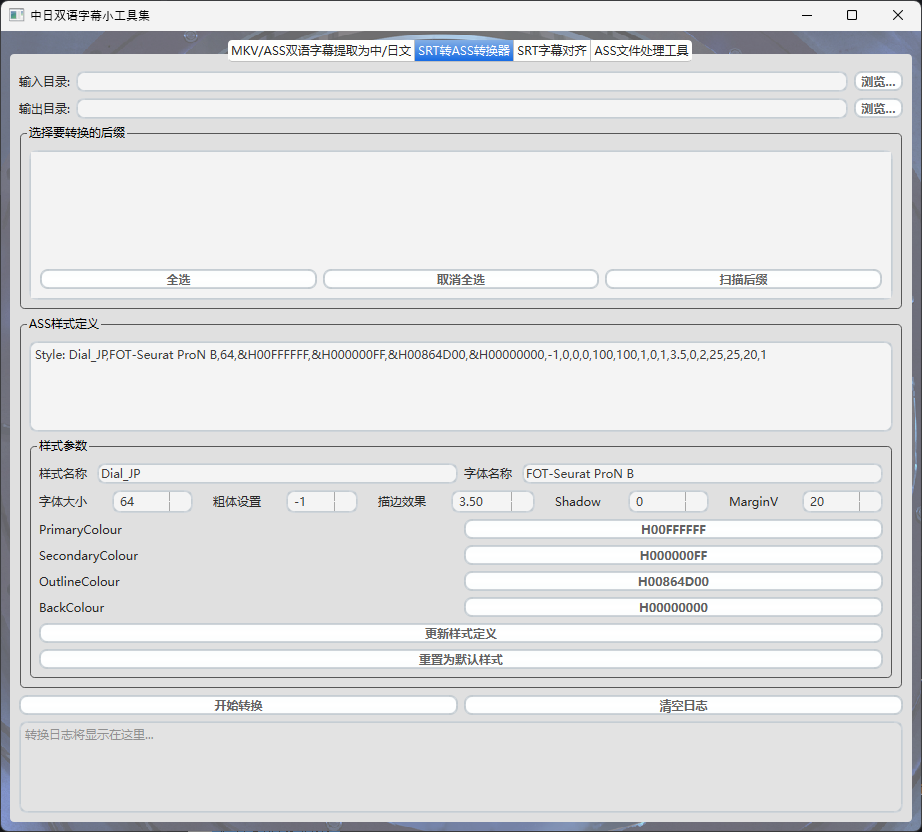 中日双语字幕小工具集
MKV/ASS双语字幕提取为中/日文 SRT转ASS转换器 SRT字幕对齐 ASS文件处理工具
输入目录: 浏览...
输出目录: 浏览...
选择要转换的后缀
全选 取消全选 扫描后缀
ASS样式定义
Style: Dial_JP,FOT-Seurat ProN B,64,&H00FFFFFF,&H000000FF,&H00864D00,&H00000000,-1,0,0,0,100,100,1,0,1,3.5,0,2,25,25,20,1
样式参数
样式名称 Dial_JP 字体名称 FOT-Seurat ProN B
字体大小 64 粗体设置 -1 描边效果 3.50 Shadow 0 MarginV 20
PrimaryColour H00FFFFFF
SecondaryColour H000000FF
OutlineColour H00864D00
BackColour H00000000
更新样式定义
重置为默认样式
开始转换 清空日志
转换日志将显示在这里...